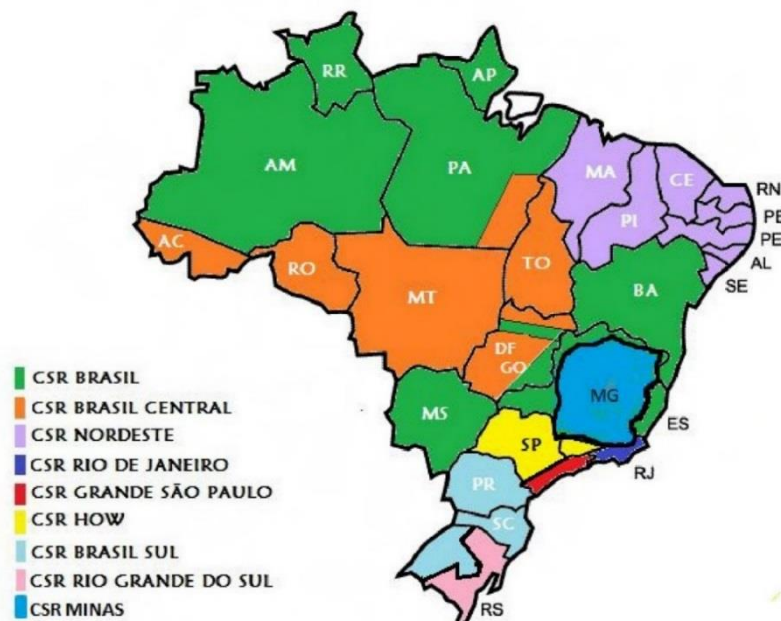 RR
AP
AM
PA
MA
CE
RN
PI
PB
PE
AC
AL
RO
TO
SE
BA
MT
DF
GO
MG
MS
ES
SP
RJ
PR
SC
RS
CSR BRASIL
CSR BRASIL CENTRAL
CSR NORDESTE
CSR RIO DE JANEIRO
CSR GRANDE SÃO PAULO
CSR HOW
CSR BRASIL SUL
CSR RIO GRANDE DO SUL
CSR MINAS